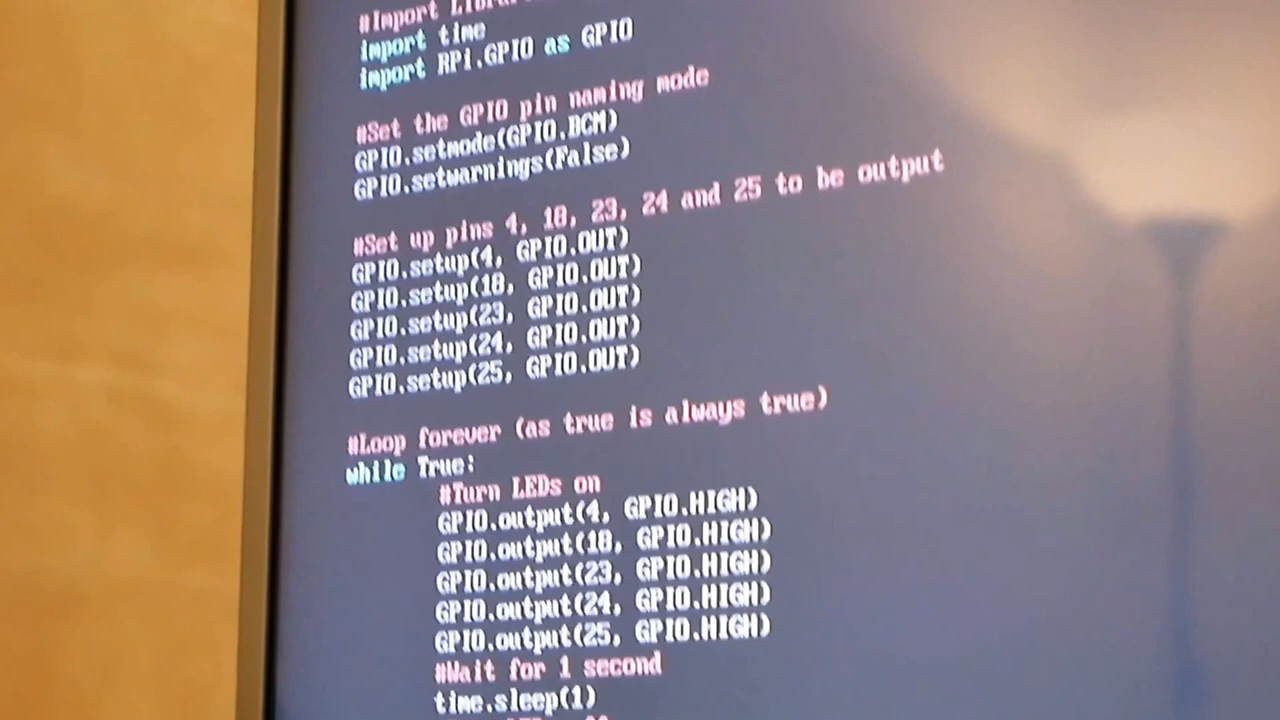 #Import
import time
import RPi.GPIO as GPIO
#Set the GPIO pin naming mode
GPIO.setmode(GPIO.BCM)
GPIO.setwarnings(False)
#Set up pins 4, 18, 23, 24 and 25 to be output
GPIO.setup(4, GPIO.OUT)
GPIO.setup(18, GPIO.OUT)
GPIO.setup(23, GPIO.OUT)
GPIO.setup(24, GPIO.OUT)
GPIO.setup(25, GPIO.OUT)
#Loop forever (as true is always true)
while True:
#Turn LEDs on
GPIO.output(4, GPIO.HIGH)
GPIO.output(18, GPIO.HIGH)
GPIO.output(23, GPIO.HIGH)
GPIO.output(24, GPIO.HIGH)
GPIO.output(25, GPIO.HIGH)
#Wait for 1 second
time.sleep(1)